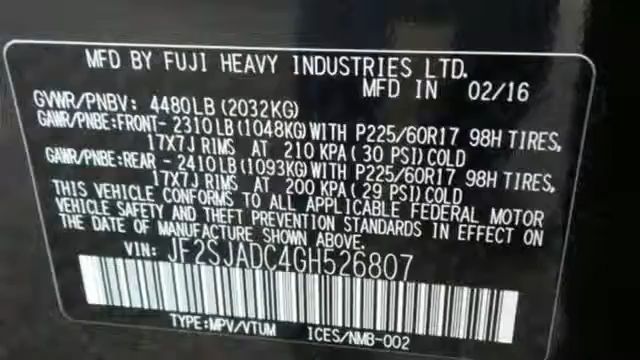 MFD BY FUJI HEAVY INDUSTRIES LTD.
MFD IN 02/16
GVWR/PNBV: 4480LB (2032KG)
GAWR/PNBE:FRONT- 2310LB(1048KG)WITH P225/60R17 98H TIRES,
17X7J RIMS AT 210 KPA(30 PSI)COLD
GAWR/PNBE:REAR - 2410LB(1093KG)WITH P225/60R17 98H TIRES,
17X7J RIMS AT 200 KPA(29 PSI)COLD
THIS VEHICLE CONFORMS TO ALL APPLICABLE FEDERAL MOTOR
VEHICLE SAFETY AND THEFT PREVENTION STANDARDS IN EFFECT ON
THE DATE OF MANUFACTURE SHOWN ABOVE.
VIN: JF2SJADC4GH526807
TYPE:MPV/VTUM ICES/NMB-002